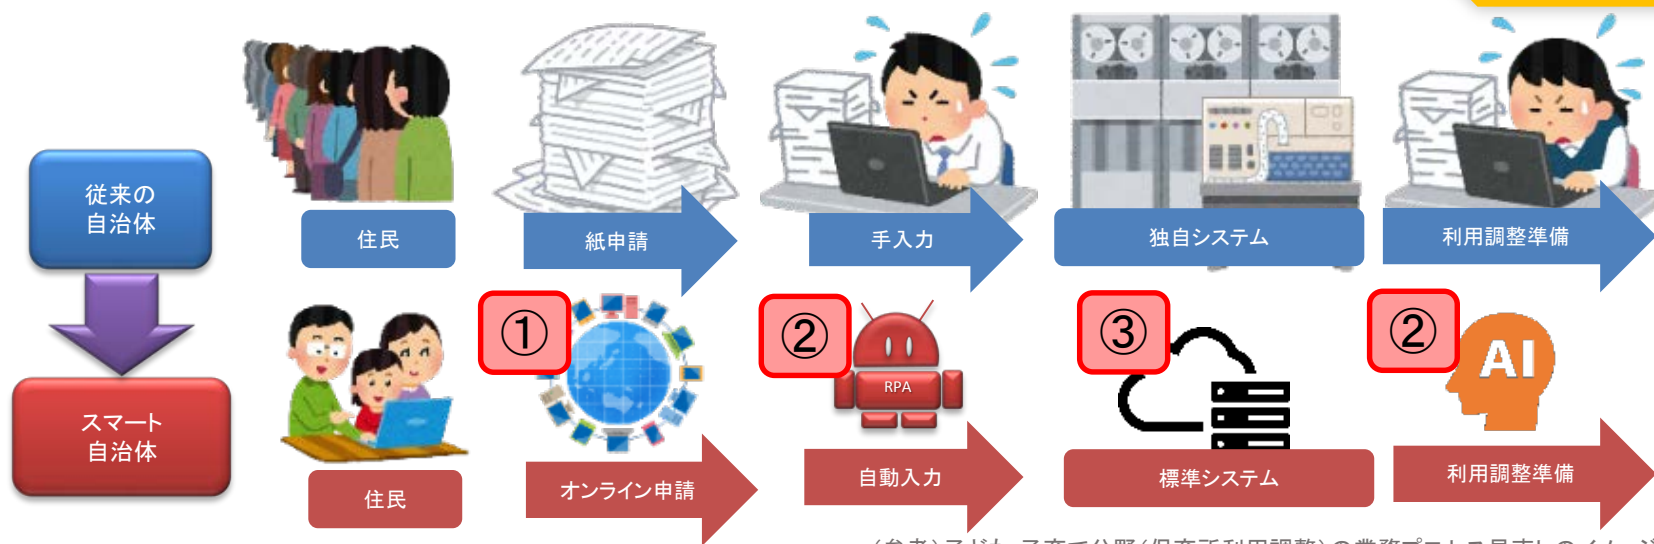 従来の
自治体
住民
紙申請
手入力
独自システム
利用調整準備
①
②
RPA
③
②
AI
スマート
自治体
住民
オンライン申請
自動入力
標準システム
利用調整準備